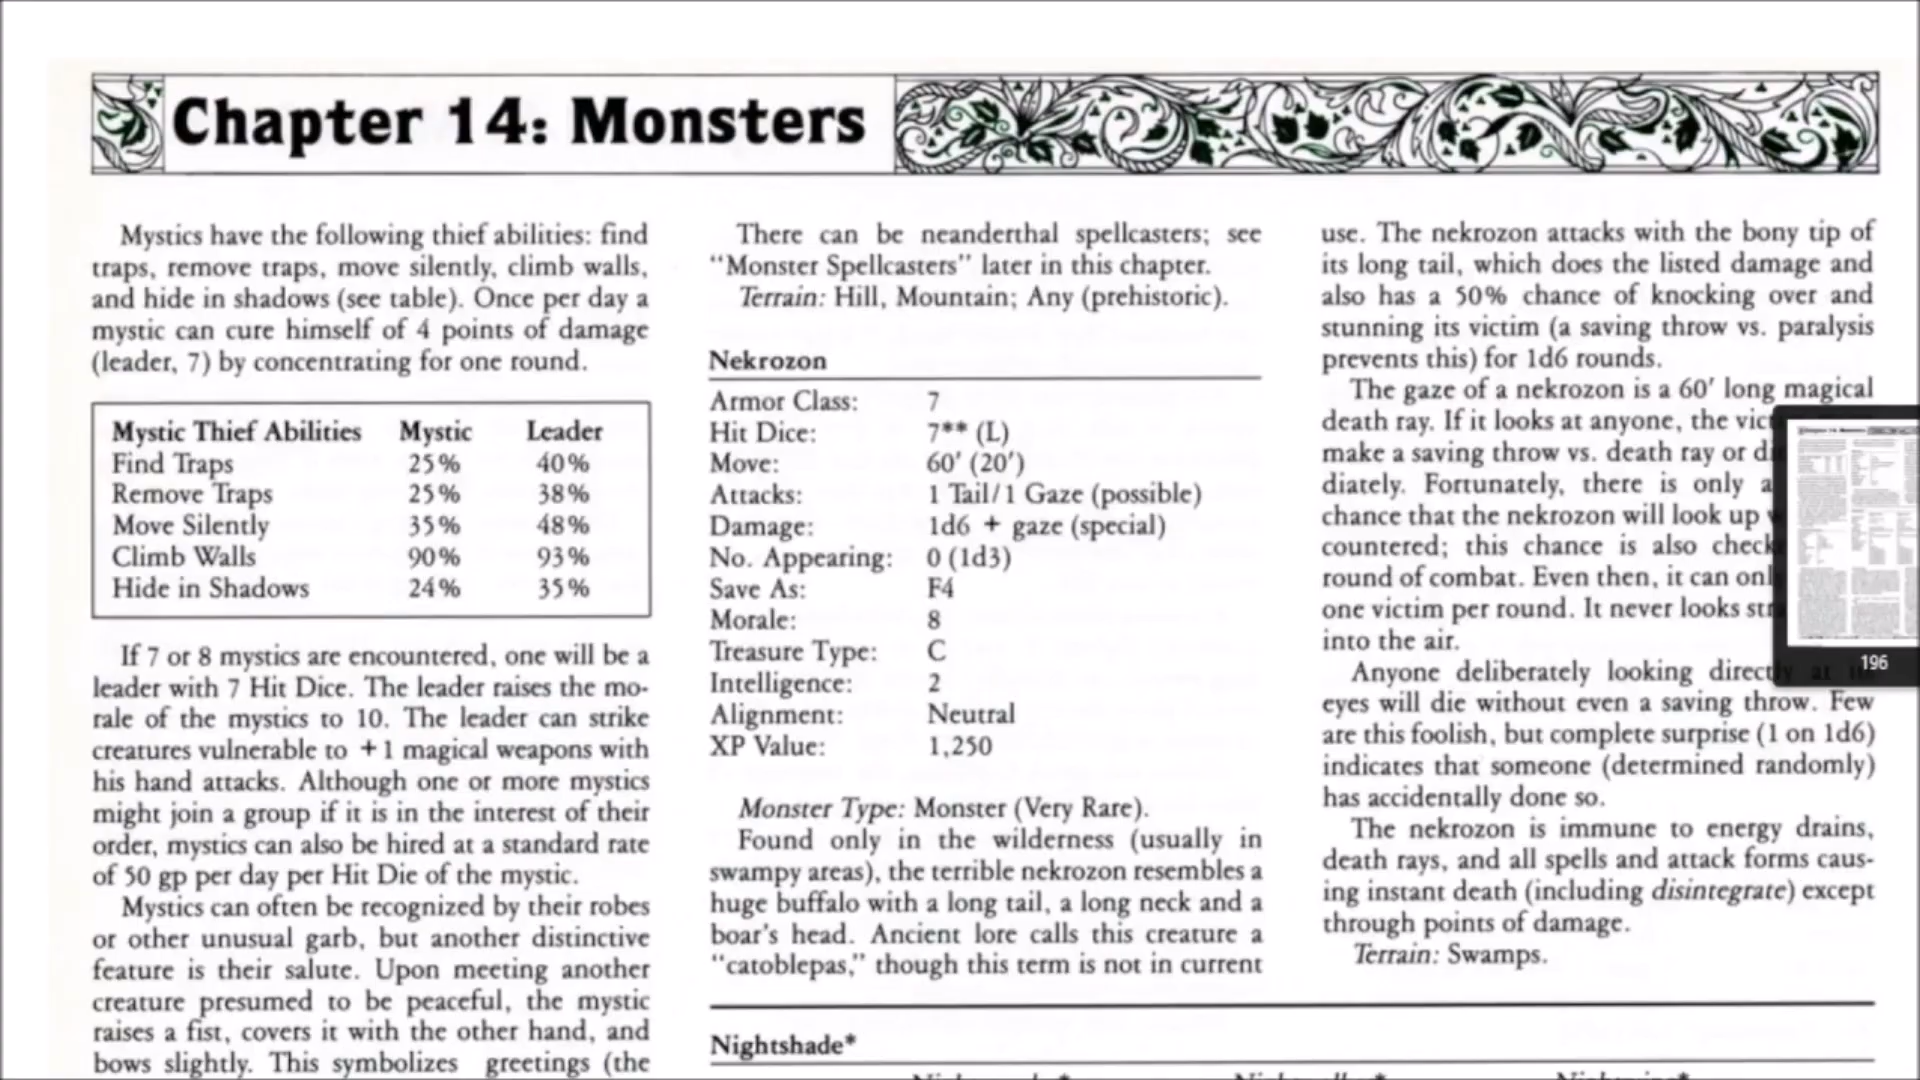 Chapter 14: Monsters
Mystics have the following thief abilities: find
traps, remove traps, move silently, climb walls,
and hide in shadows (see table). Once per day a
mystic can cure himself of 4 points of damage
(leader, 7) by concentrating for one round.
Mystic Thief Abilities Mystic Leader
Find Traps 25% 40%
Remove Traps 25% 38%
Move Silently 35% 48%
Climb Walls 90% 93%
Hide in Shadows 24% 35%
If 7 or 8 mystics are encountered, one will be a
leader with 7 Hit Dice. The leader raises the mo-
rale of the mystics to 10. The leader can strike
creatures vulnerable to +1 magical weapons with
his hand attacks. Although one or more mystics
might join a group if it is in the interest of their
order, mystics can also be hired at a standard rate
of 50 gp per day per Hit Die of the mystic.
Mystics can often be recognized by their robes
or other unusual garb, but another distinctive
feature is their salute. Upon meeting another
creature presumed to be peaceful, the mystic
raises a fist, covers it with the other hand, and
bows slightly. This symbolizes greetings (the
There can be neanderthal spellcasters; see
"Monster Spellcasters" later in this chapter.
Terrain: Hill, Mountain; Any (prehistoric).
Nekrozon
Armor Class: 7
Hit Dice: 7** (L)
Move: 60' (20')
Attacks: 1 Tail/1 Gaze (possible)
Damage: 1d6 + gaze (special)
No. Appearing: 0 (1d3)
Save As: F4
Morale: 8
Treasure Type: C
Intelligence: 2
Alignment: Neutral
XP Value: 1,250
Monster Type: Monster (Very Rare).
Found only in the wilderness (usually in
swampy areas), the terrible nekrozon resembles a
huge buffalo with a long tail, a long neck and a
boar's head. Ancient lore calls this creature a
"catoblepas," though this term is not in current
use. The nekrozon attacks with the bony tip of
its long tail, which does the listed damage and
also has a 50% chance of knocking over and
stunning its victim (a saving throw vs. paralysis
prevents this) for 1d6 rounds.
The gaze of a nekrozon is a 60' long magical
death ray. If it looks at anyone, the
make a saving throw vs. death ray or
diately. Fortunately, there is only a
chance that the nekrozon will look up
countered; this chance is also
round of combat. Even then, it can
one victim per round. It never looks
into the air.
Anyone deliberately looking directly
eyes will die without even a saving throw. Few
are this foolish, but complete surprise (1 on 1d6)
indicates that someone (determined randomly)
has accidentally done so.
The nekrozon is immune to energy drains,
death rays, and all spells and attack forms caus-
ing instant death (including disintegrate) except
through points of damage.
Terrain: Swamps.
Nightshade*
196